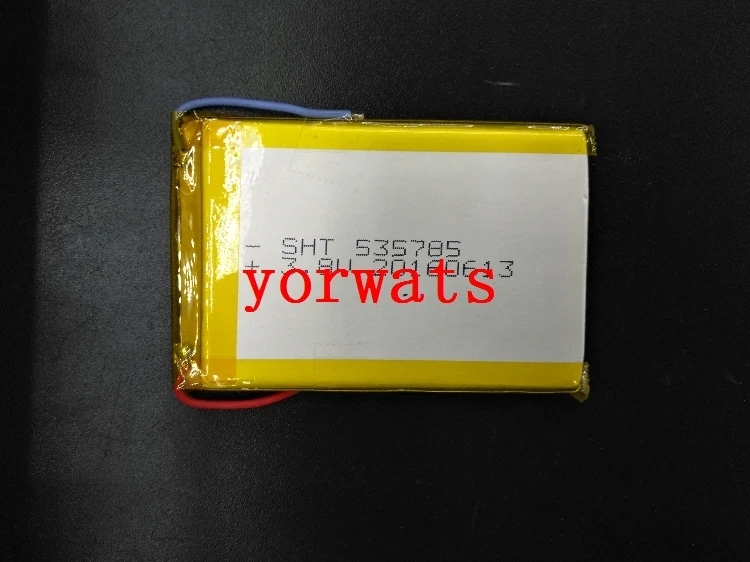 - SHT 535785
+ 3.8V 20160613
yorwats